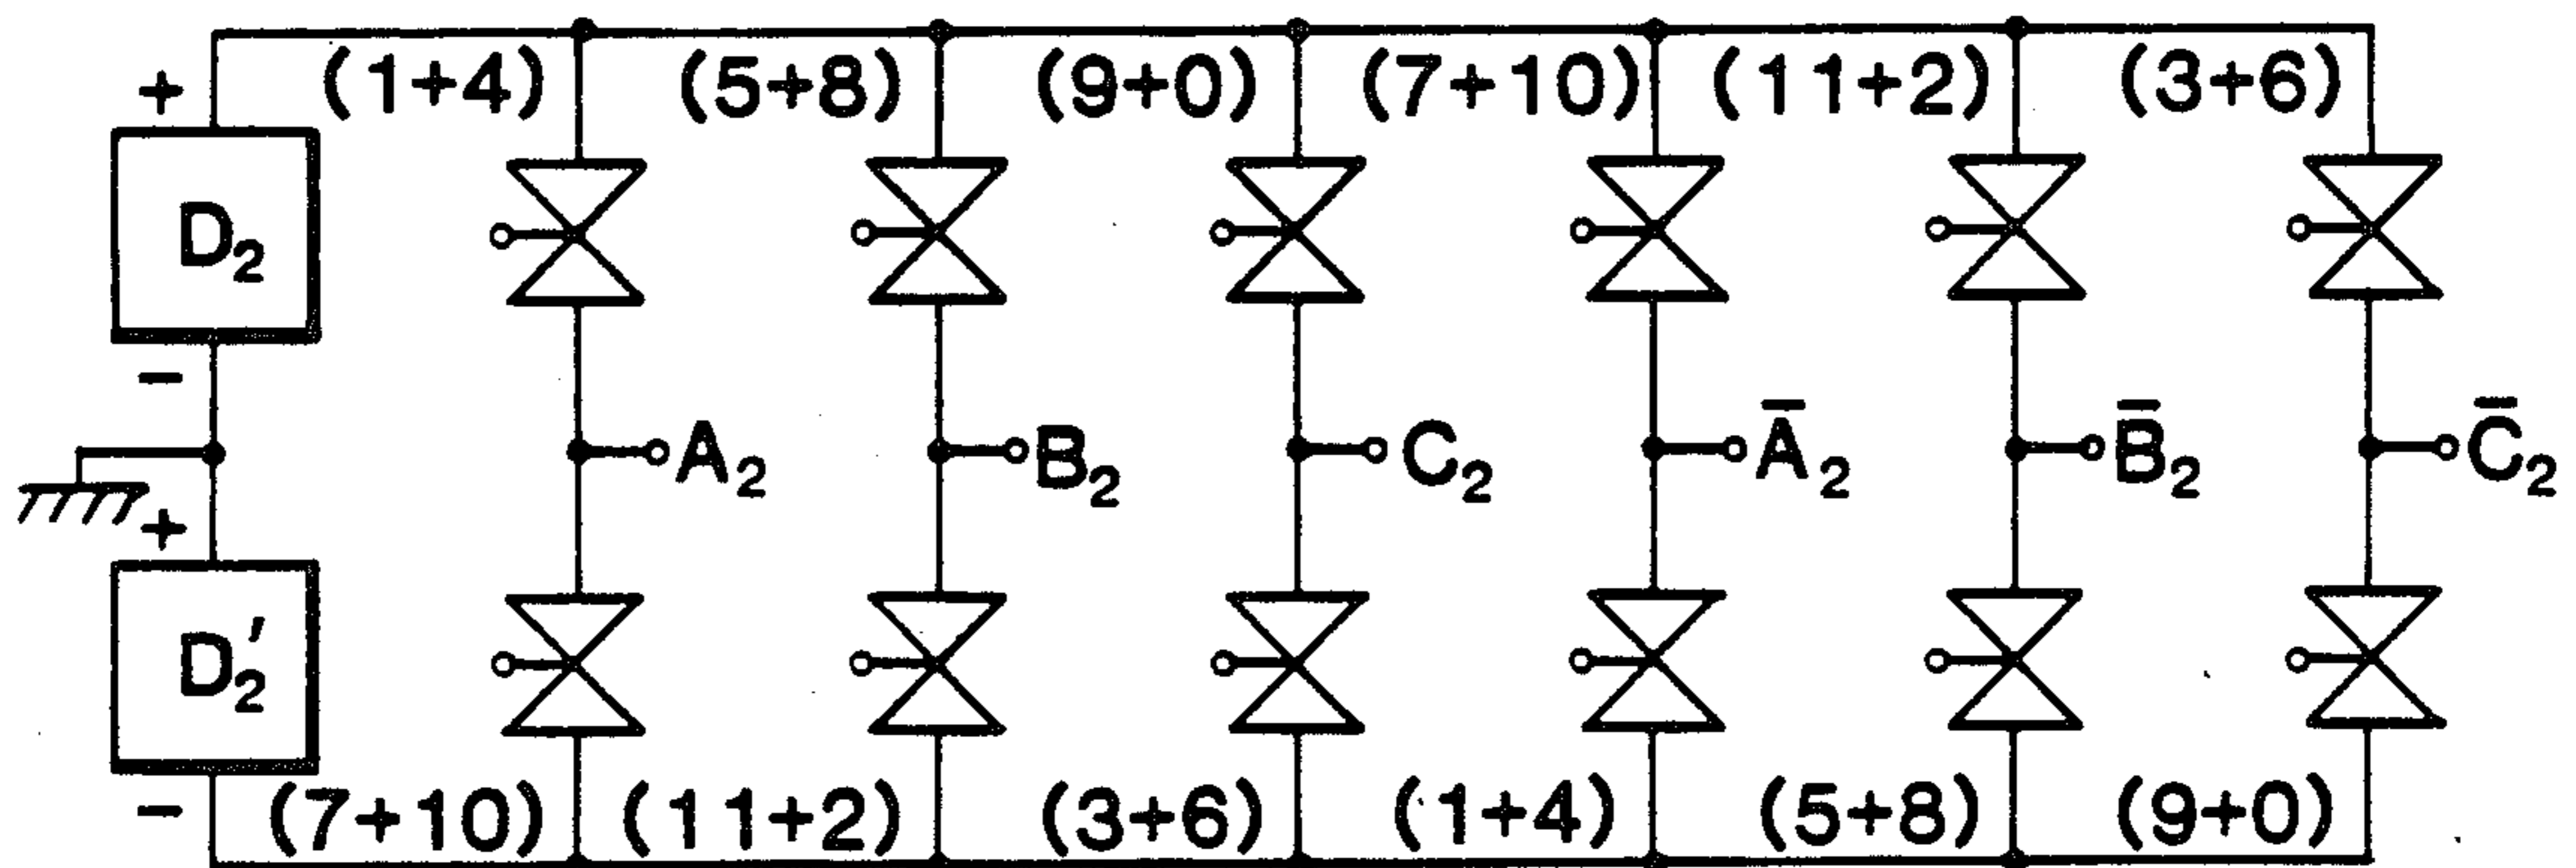 (1+4) (5+8) (9+0) (7+10) (11+2) (3+6)
+
D₂
−
A₂ B₂ C₂ A̅₂ B̅₂ C̅₂
+
D₂′
−
(7+10) (11+2) (3+6) (1+4) (5+8) (9+0)